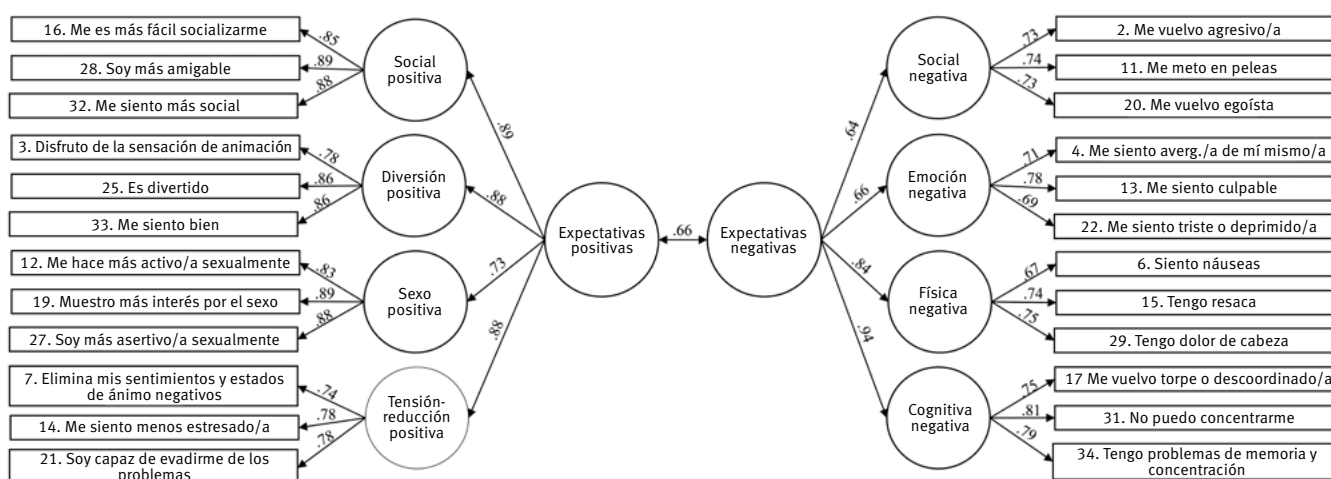 16. Me es más fácil socializarme
.85
28. Soy más amigable
.89
32. Me siento más social
.88
Social
positiva
.89
3. Disfruto de la sensación de animación
.78
25. Es divertido
.86
33. Me siento bien
.86
Diversión
positiva
.88
12. Me hace más activo/a sexualmente
.83
19. Muestro más interés por el sexo
.89
27. Soy más asertivo/a sexualmente
.88
Sexo
positiva
.73
7. Elimina mis sentimientos y estados
de ánimo negativos
.74
14. Me siento menos estresado/a
.78
21. Soy capaz de evadirme de los
problemas
.78
Tensión-
reducción
positiva
.88
Expectativas
positivas
.66
Expectativas
negativas
.64
Social
negativa
.73
2. Me vuelvo agresivo/a
.74
11. Me meto en peleas
.73
20. Me vuelvo egoísta
.66
Emoción
negativa
.71
4. Me siento averg./a de mí mismo/a
.78
13. Me siento culpable
.69
22. Me siento triste o deprimido/a
.84
Física
negativa
.67
6. Siento náuseas
.74
15. Tengo resaca
.75
29. Tengo dolor de cabeza
.94
Cognitiva
negativa
.75
17 Me vuelvo torpe o descoordinado/a
.81
31. No puedo concentrarme
.79
34. Tengo problemas de memoria y
concentración